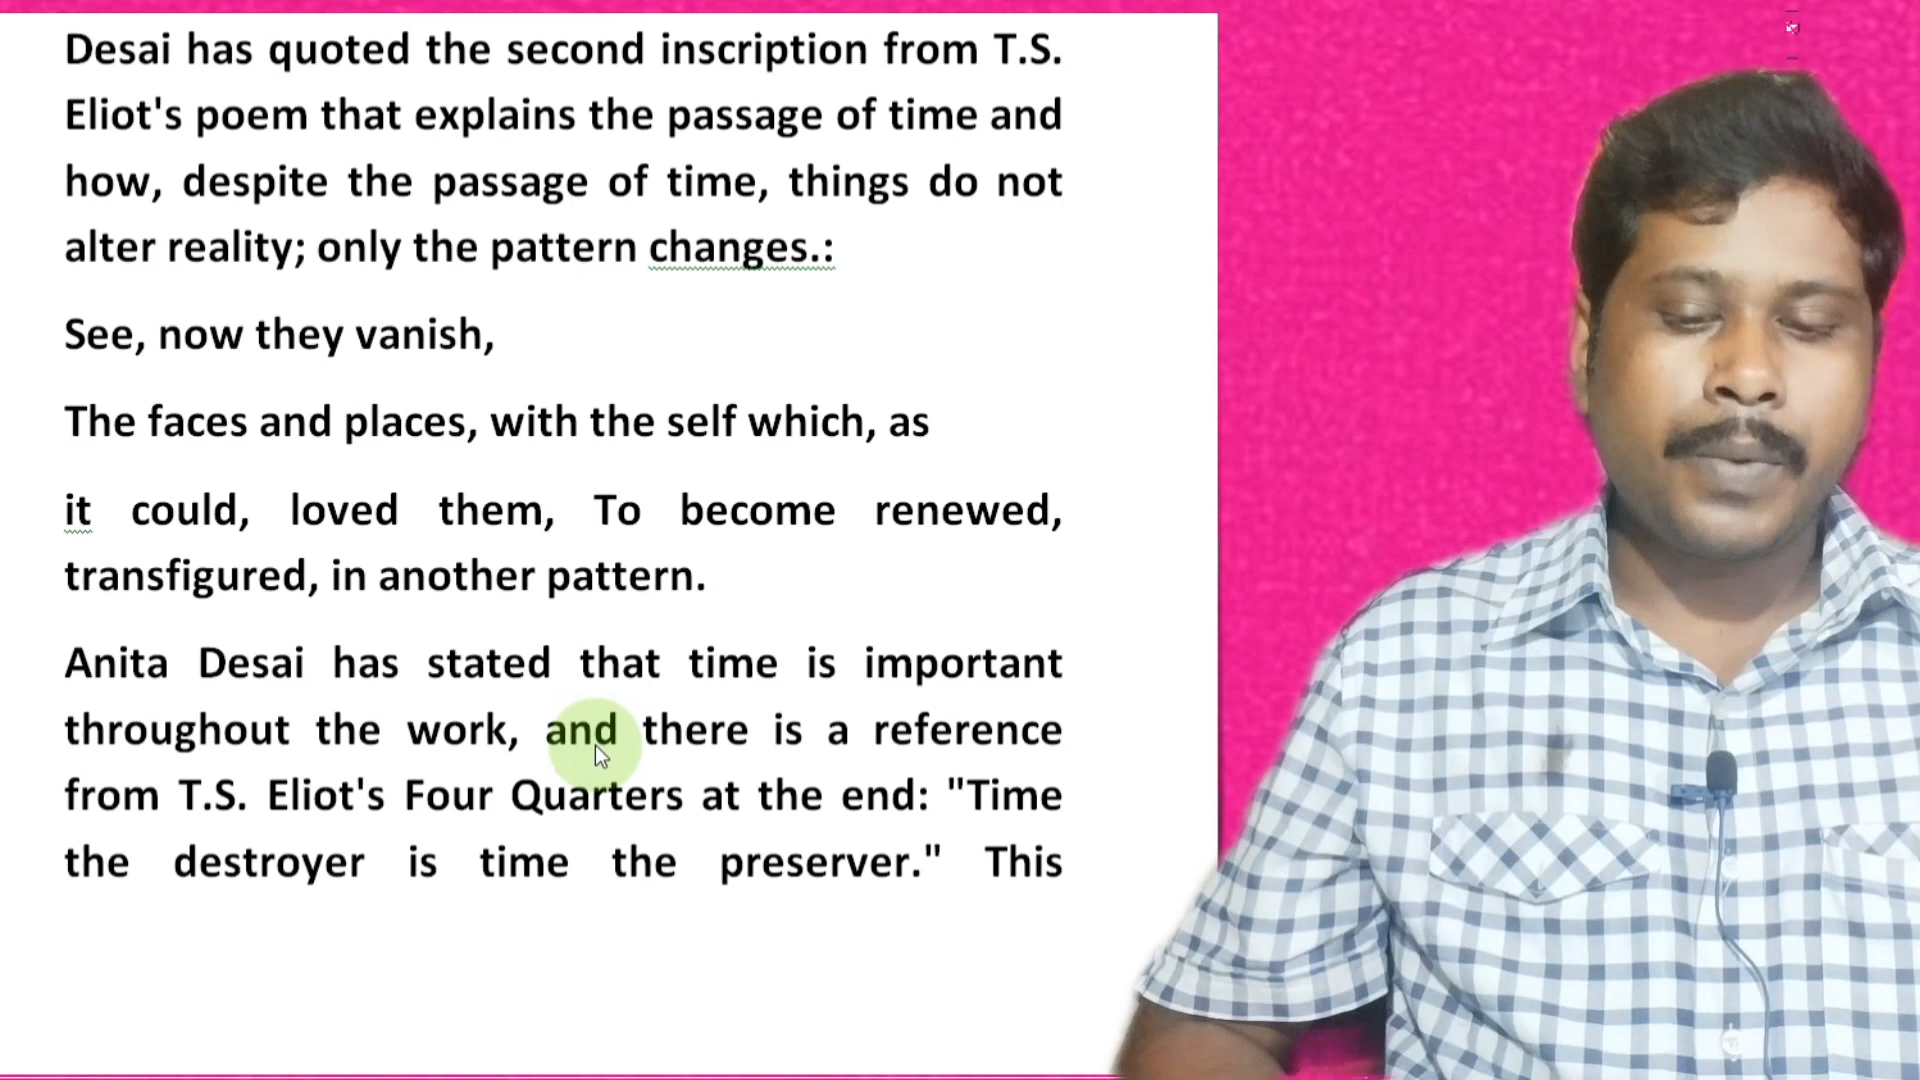 Desai has quoted the second inscription from T.S.
Eliot's poem that explains the passage of time and
how, despite the passage of time, things do not
alter reality; only the pattern changes.:
See, now they vanish,
The faces and places, with the self which, as
it could, loved them, To become renewed,
transfigured, in another pattern.
Anita Desai has stated that time is important
throughout the work, and there is a reference
from T.S. Eliot's Four Quarters at the end: "Time
the destroyer is time the preserver." This